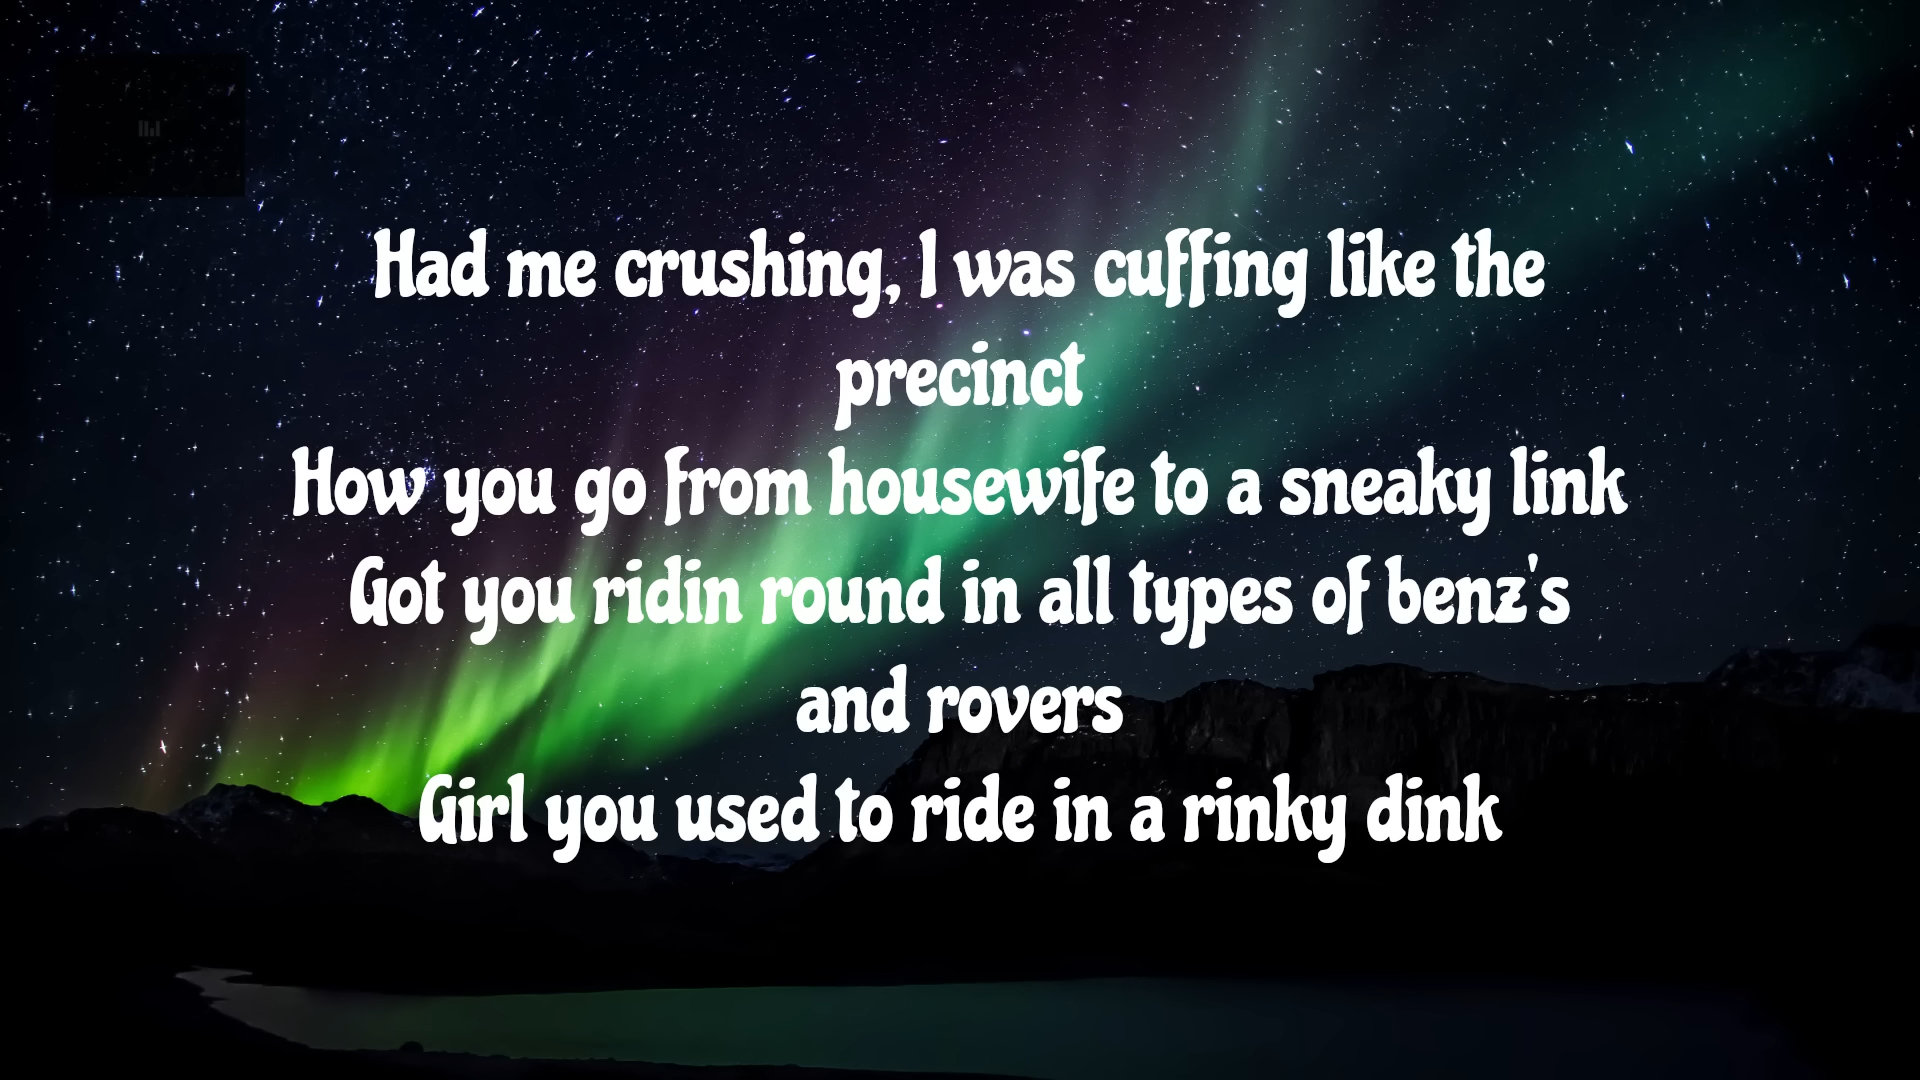 Had me crushing, I was cuffing like the
precinct
How you go from housewife to a sneaky link
Got you ridin round in all types of benz's
and rovers
Girl you used to ride in a rinky dink